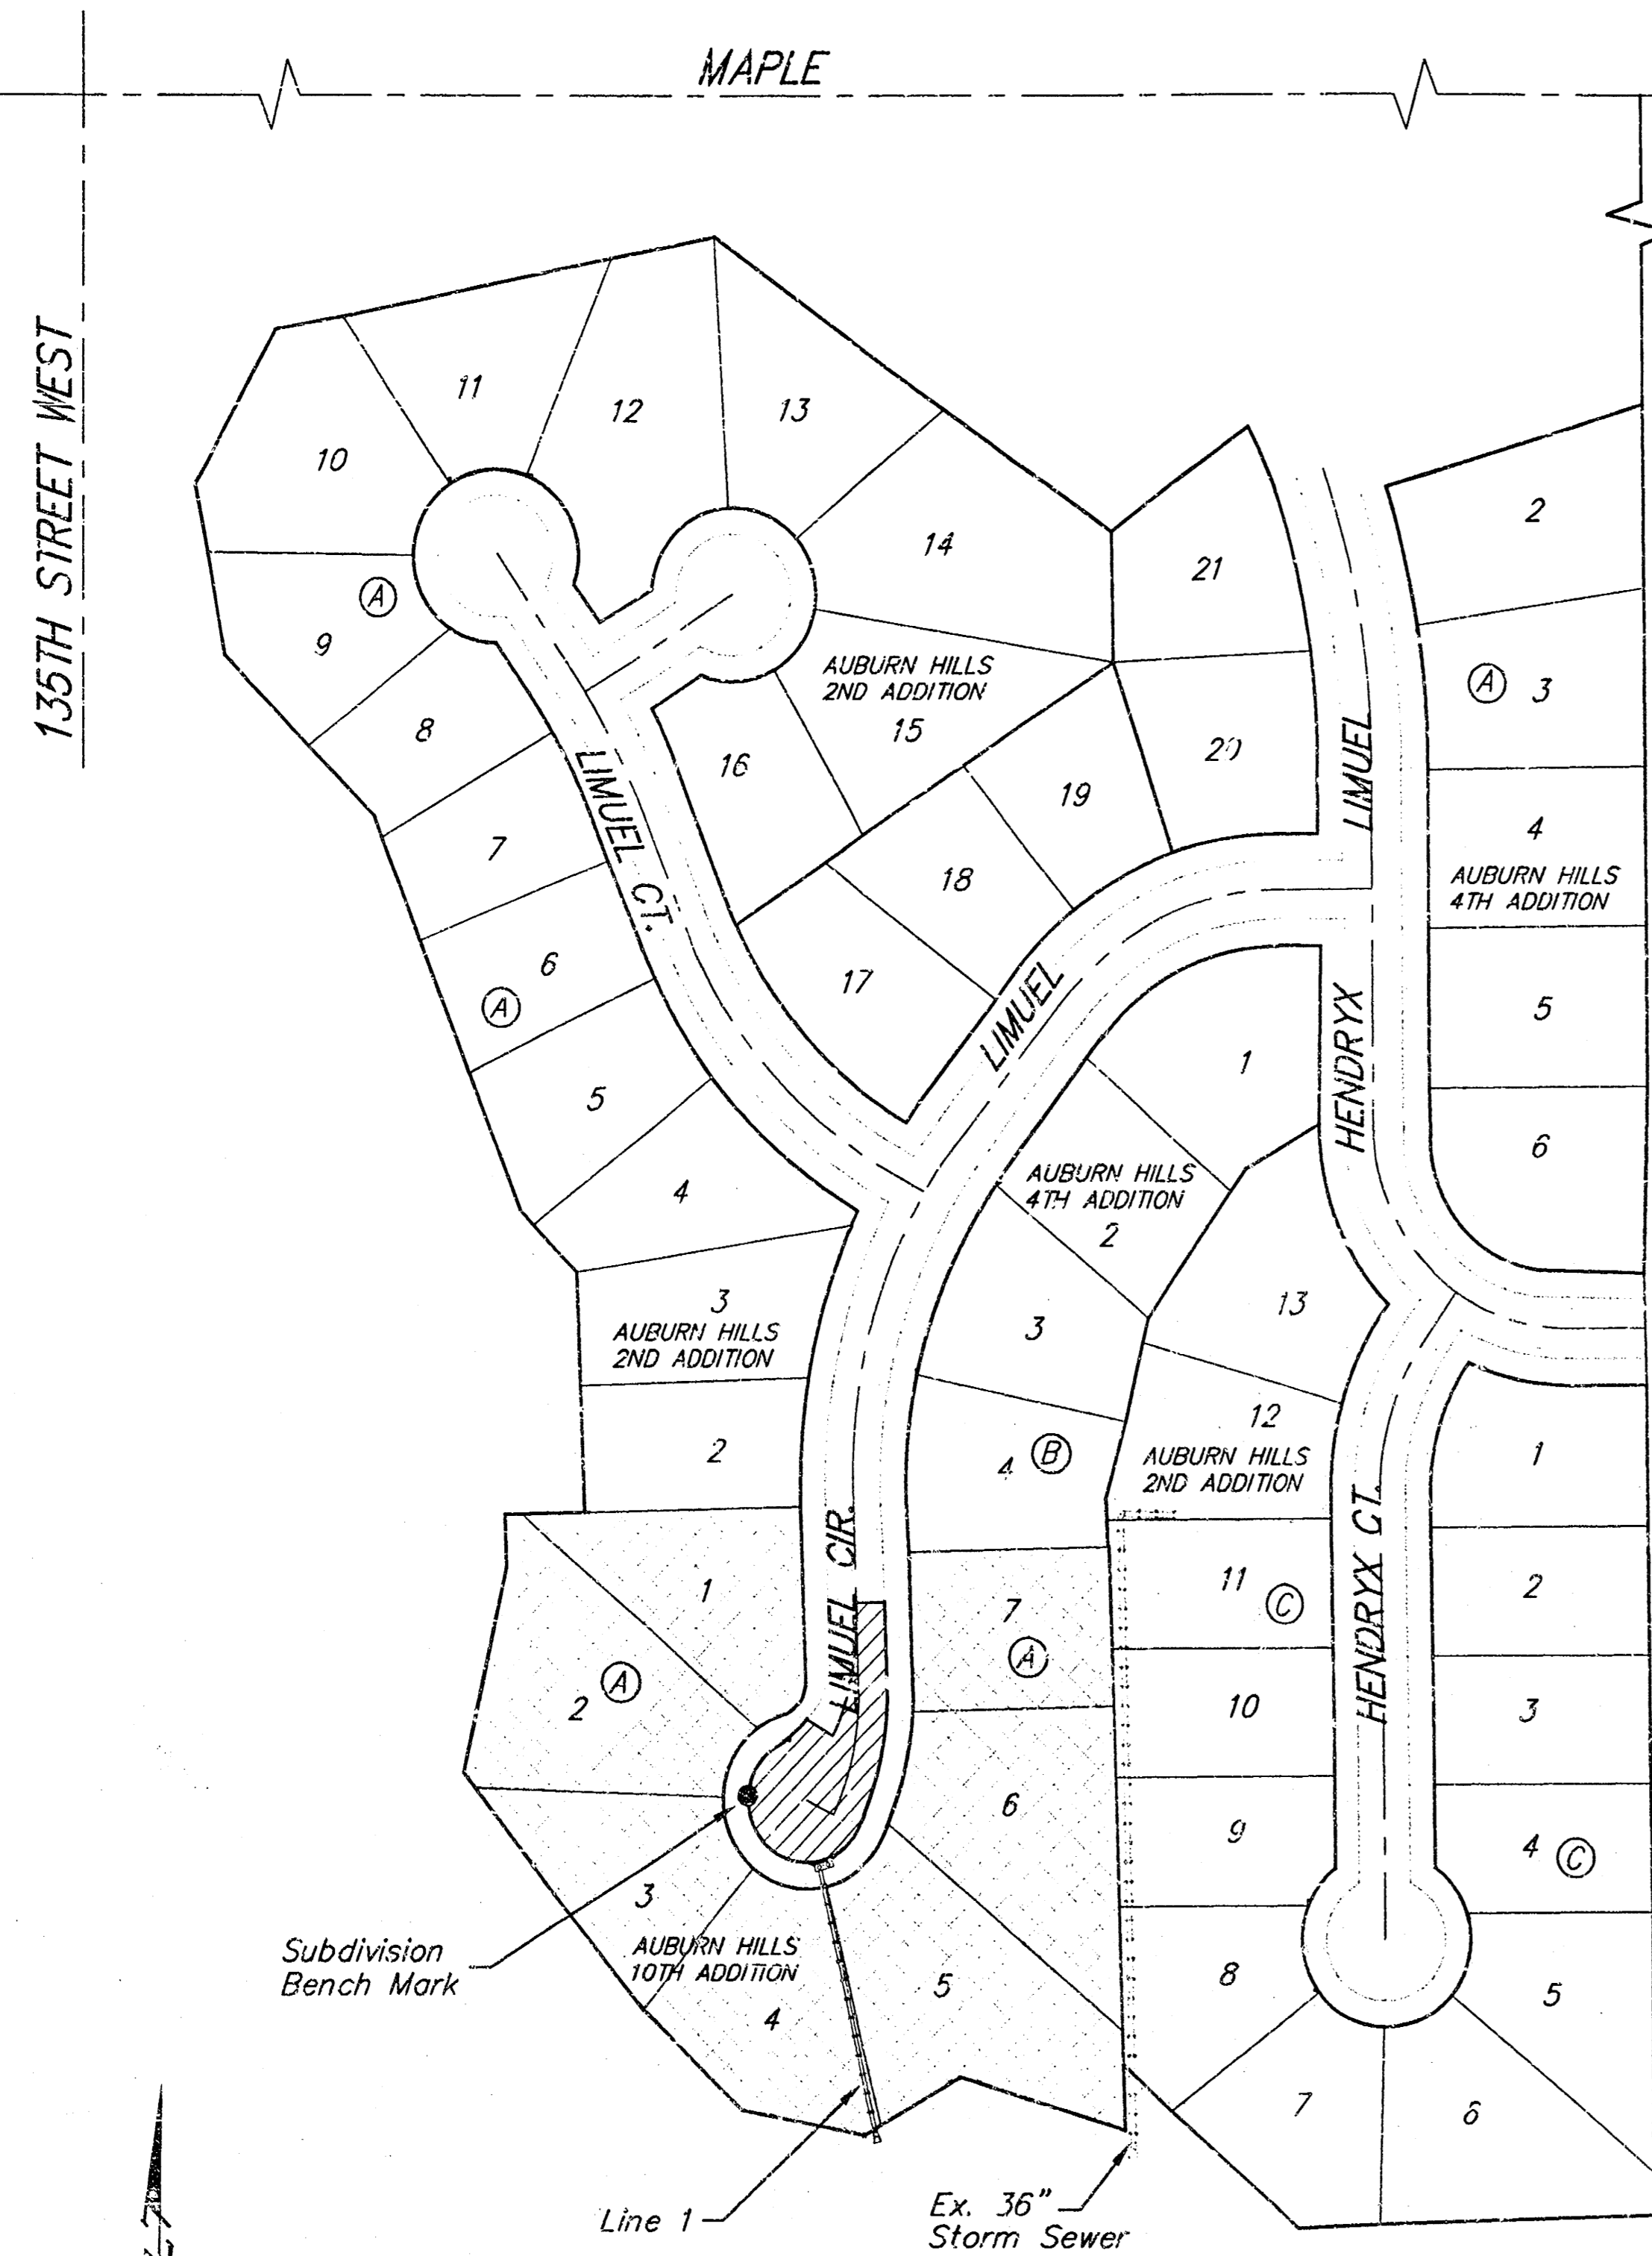 MAPLE
135TH STREET WEST
11
12
13
10
2
14
21
A
9
A 3
AUBURN HILLS
2ND ADDITION
15
8
16
20
LIMUEL
19
LIMUEL CT.
4
7
18
AUBURN HILLS
4TH ADDITION
6
17
A
LIMUEL
5
HENDRYX
1
5
6
4
AUBURN HILLS
4TH ADDITION
2
3
13
AUBURN HILLS
2ND ADDITION
3
12
2
4 B
AUBURN HILLS
2ND ADDITION
1
LIMUEL CIR.
HENDRYX CT.
1
7
11
C
2
A
2 A
10
3
6
9
4 C
3
Subdivision
Bench Mark
AUBURN HILLS
10TH ADDITION
5
8
5
4
7
6
Line 1
Ex. 36"
Storm Sewer